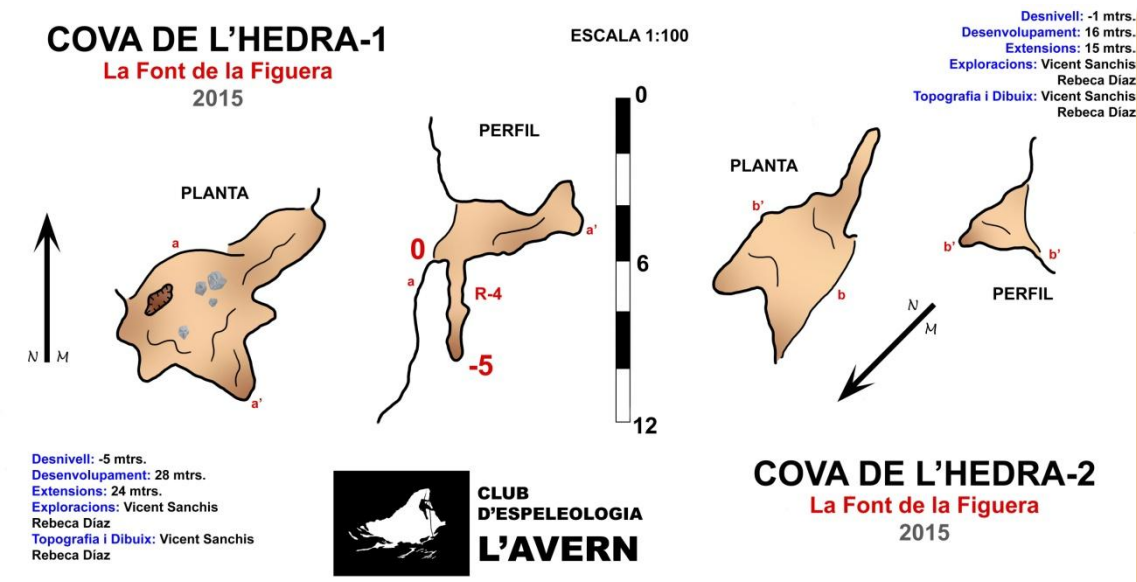 COVA DE L'HEDRA-1
La Font de la Figuera
2015
ESCALA 1:100
Desnivell: -1 mtrs.
Desenvolupament: 16 mtrs.
Extensions: 15 mtrs.
Exploracions: Vicent Sanchis
Rebeca Díaz
Topografia i Dibuix: Vicent Sanchis
Rebeca Díaz
PLANTA
a
a'
N M
PERFIL
0
a
a'
R-4
-5
0
6
12
PLANTA
b'
b
b'
b'
PERFIL
N
M
Desnivell: -5 mtrs.
Desenvolupament: 28 mtrs.
Extensions: 24 mtrs.
Exploracions: Vicent Sanchis
Rebeca Díaz
Topografia i Dibuix: Vicent Sanchis
Rebeca Díaz
CLUB
D'ESPELEOLOGIA
L'AVERN
COVA DE L'HEDRA-2
La Font de la Figuera
2015